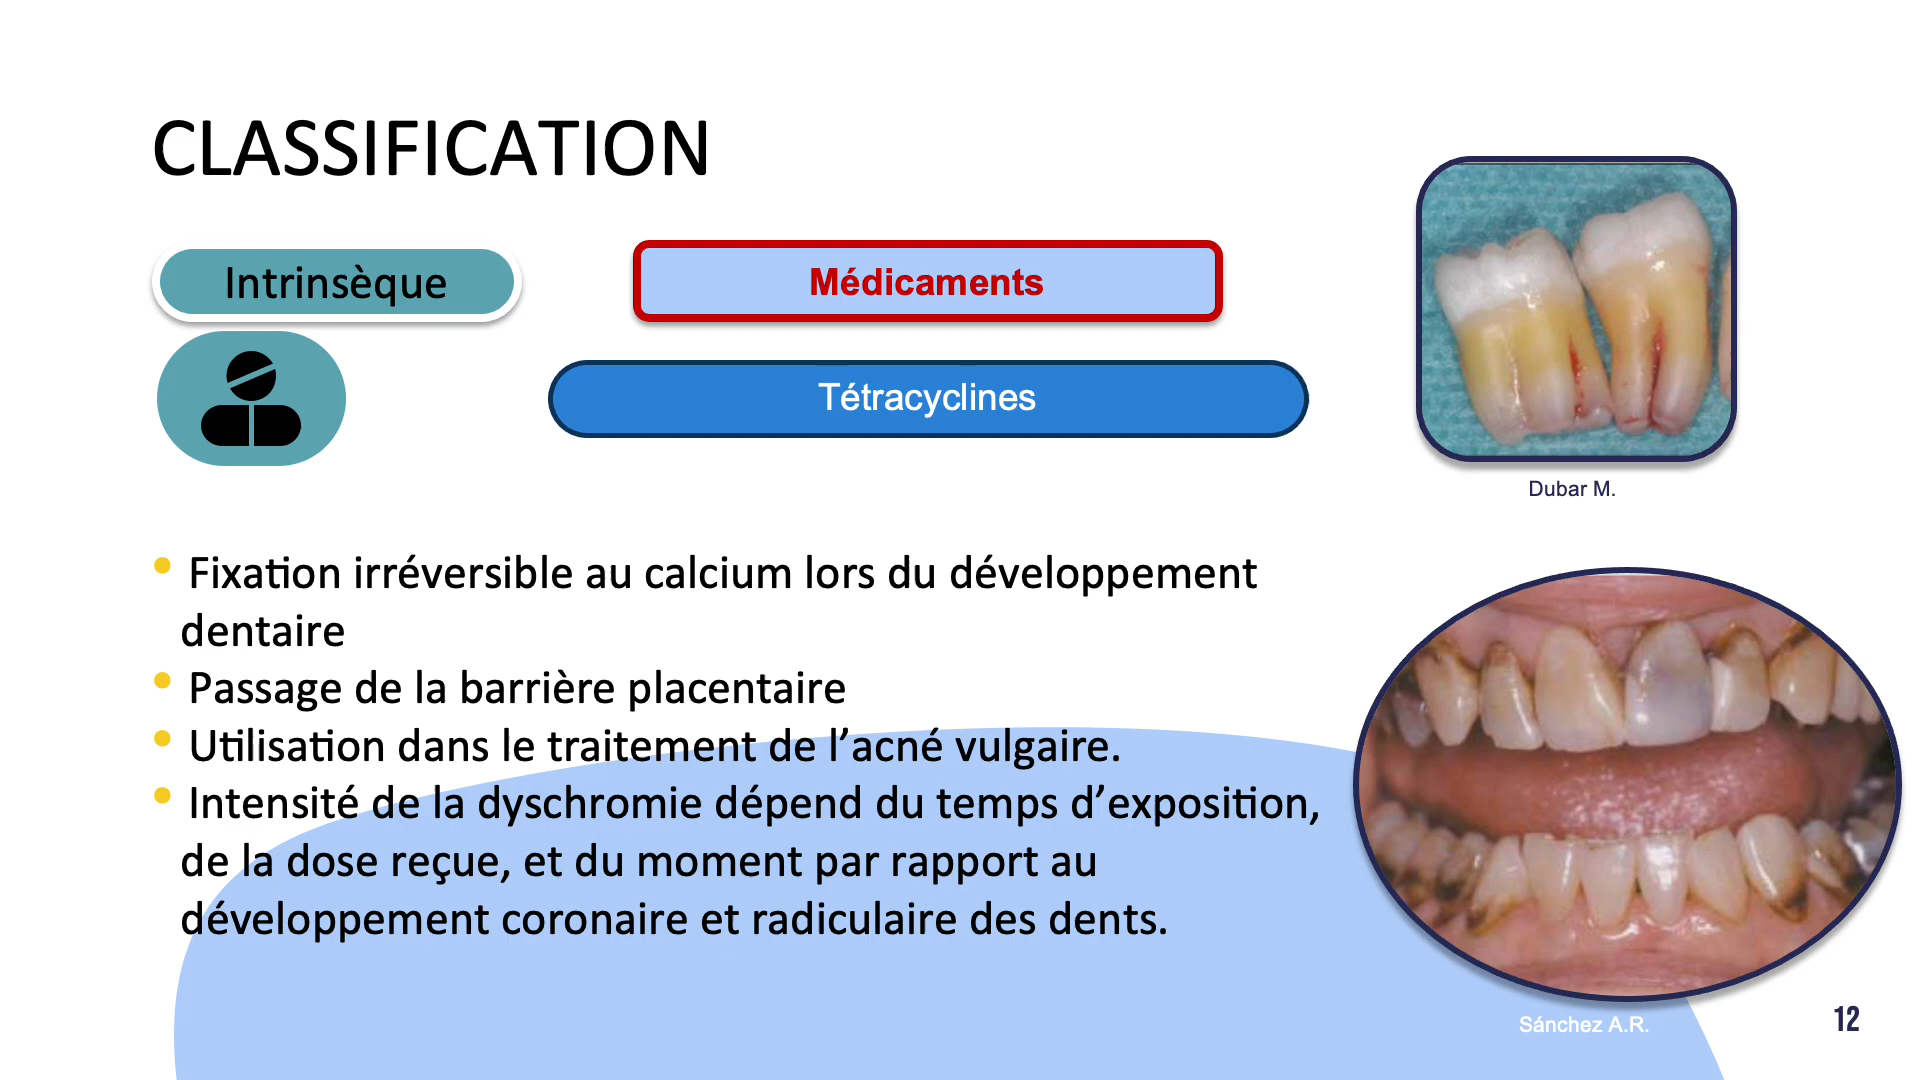 CLASSIFICATION
Intrinsèque
Médicaments
Tétracyclines
Dubar M.
• Fixation irréversible au calcium lors du développement
dentaire
• Passage de la barrière placentaire
• Utilisation dans le traitement de l’acné vulgaire.
• Intensité de la dyschromie dépend du temps d’exposition,
de la dose reçue, et du moment par rapport au
développement coronaire et radiculaire des dents.
Sánchez A.R.
12